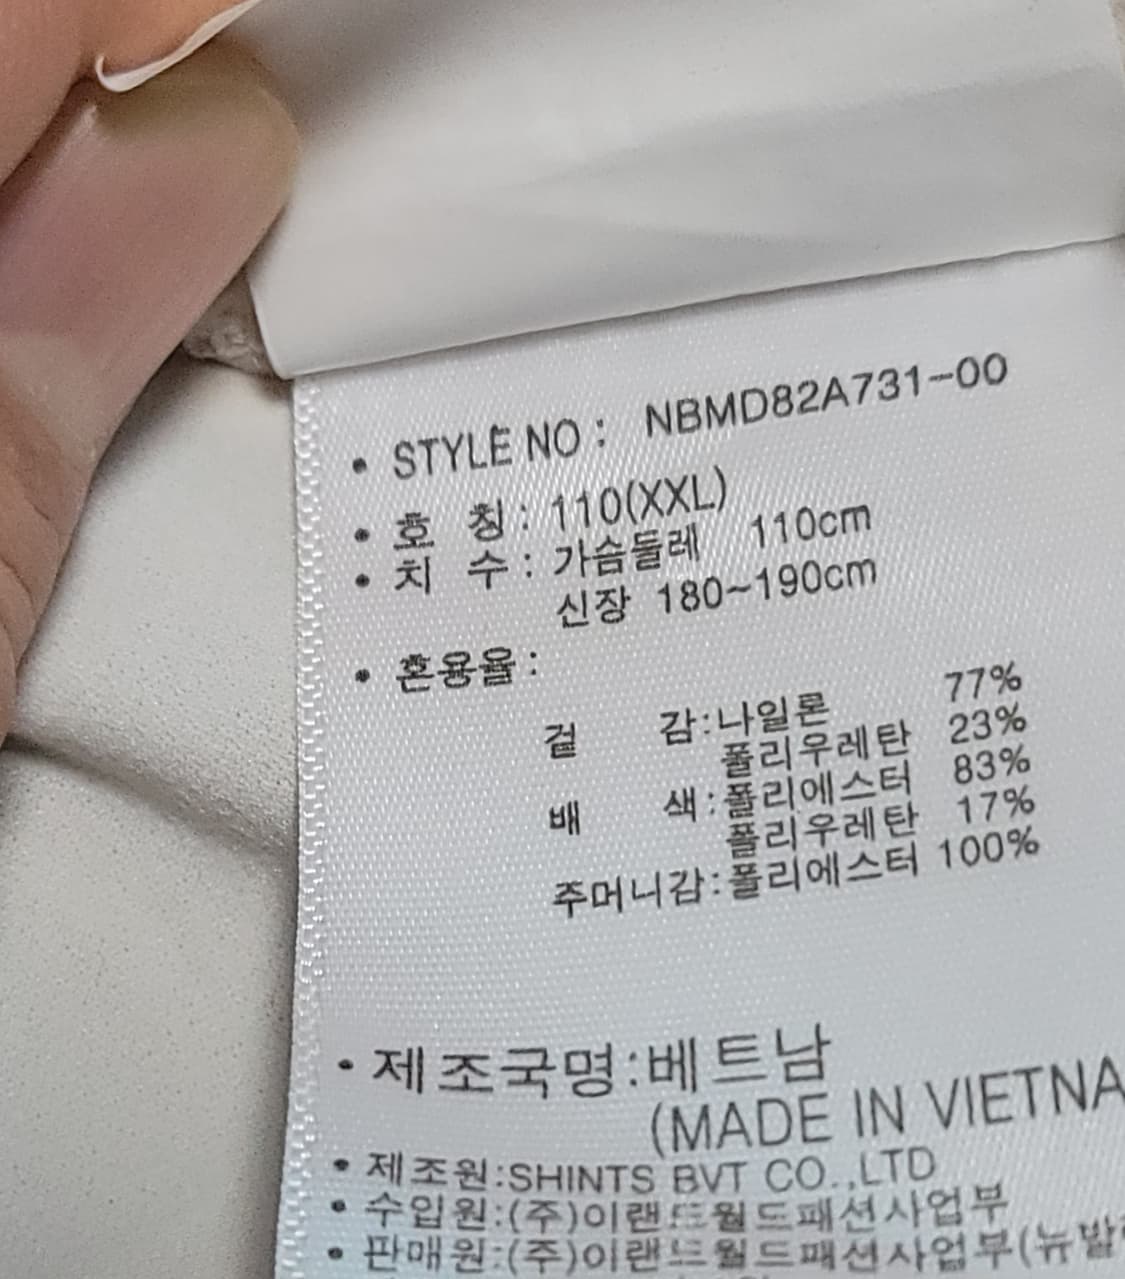 • STYLE NO : NBMD82A731-00
• 호 칭 : 110(XXL)
• 치 수 : 가슴둘레 110cm
신장 180~190cm
• 혼용율 :
겉 감:나일론 77%
폴리우레탄 23%
배 색:폴리에스터 83%
폴리우레탄 17%
주머니감:폴리에스터 100%
• 제조국명:베트남
(MADE IN VIETNA
• 제조원:SHINTS BVT CO.,LTD
• 수입원:(주)이랜드월드패션사업부
• 판매원:(주)이랜드월드패션사업부(뉴발